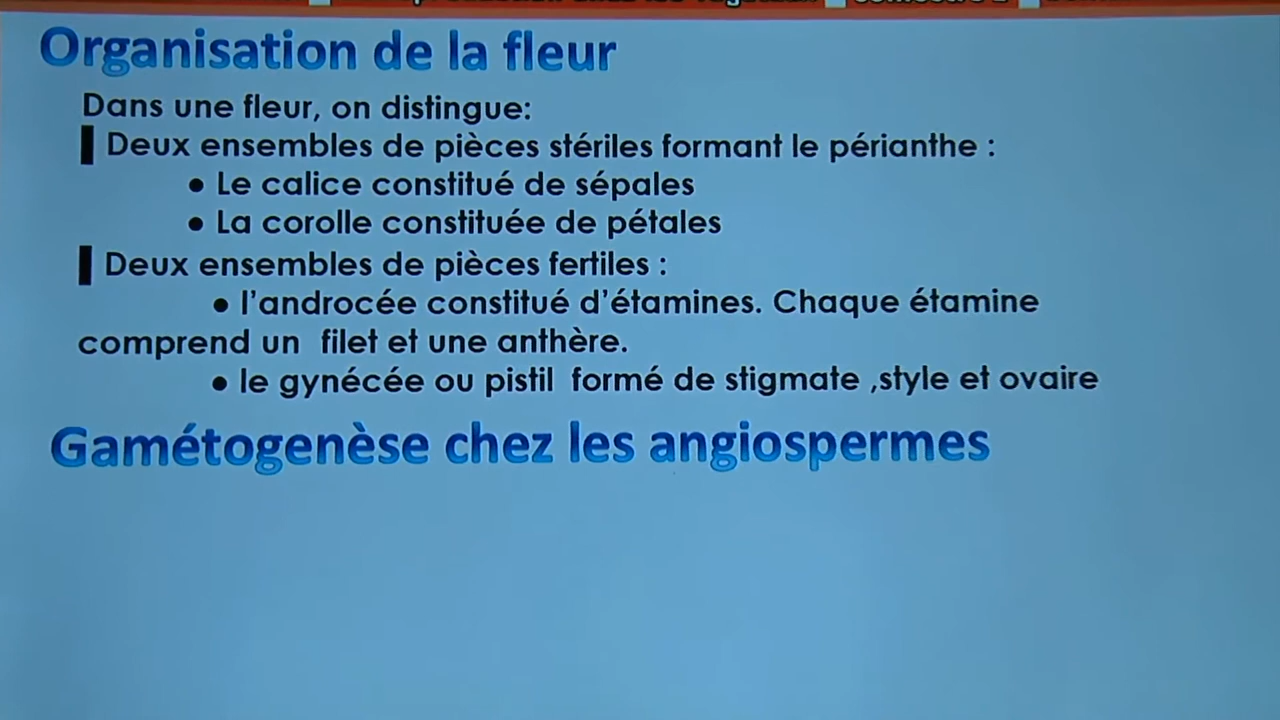 Organisation de la fleur
Dans une fleur, on distingue:
Deux ensembles de pièces stériles formant le périanthe :
● Le calice constitué de sépales
● La corolle constituée de pétales
Deux ensembles de pièces fertiles :
● l'androcée constitué d'étamines. Chaque étamine
comprend un filet et une anthère.
● le gynécée ou pistil formé de stigmate ,style et ovaire
Gamétogenèse chez les angiospermes